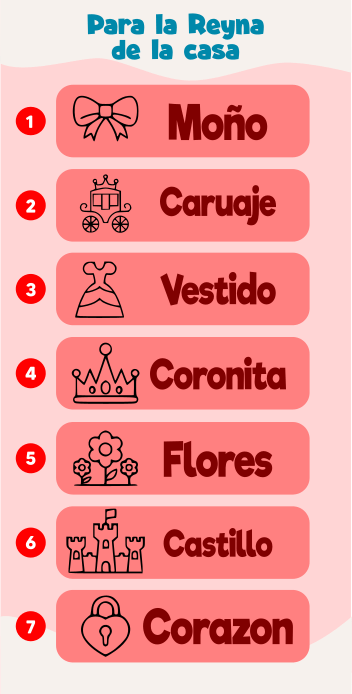 Para la Reyna
de la casa
1 Moño
2 Caruaje
3 Vestido
4 Coronita
5 Flores
6 Castillo
7 Corazon